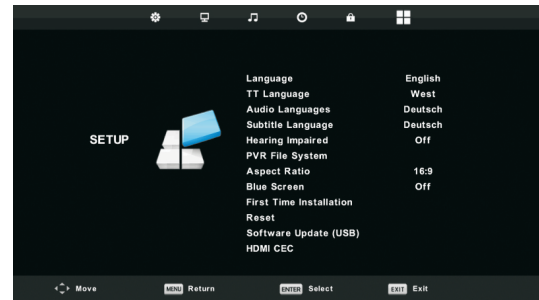 Language English
TT Language West
Audio Languages Deutsch
Subtitle Language Deutsch
SETUP
Hearing Impaired Off
PVR File System
Aspect Ratio 16:9
Blue Screen Off
First Time Installation
Reset
Software Update (USB)
HDMI CEC
Move MENU Return ENTER Select EXIT Exit